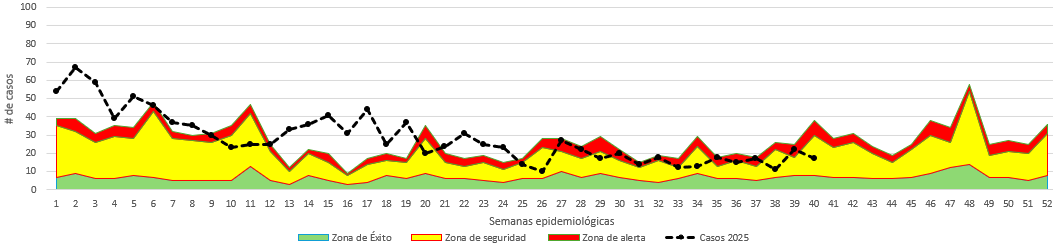 100
90
80
70
60
50
40
30
20
10
0
# de casos
1 2 3 4 5 6 7 8 9 10 11 12 13 14 15 16 17 18 19 20 21 22 23 24 25 26 27 28 29 30 31 32 33 34 35 36 37 38 39 40 41 42 43 44 45 46 47 48 49 50 51 52
Semanas epidemiológicas
Zona de Éxito Zona de seguridad Zona de alerta Casos 2025